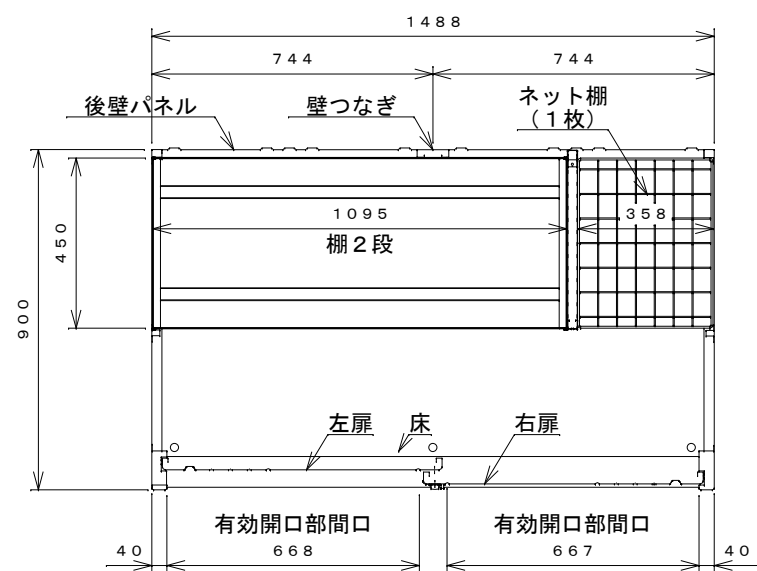 1488
744 744
後壁パネル 壁つなぎ ネット棚
(1枚)
1095 358
棚2段
450
900
左扉 床 右扉
有効開口部間口 有効開口部間口
40 668 667 40